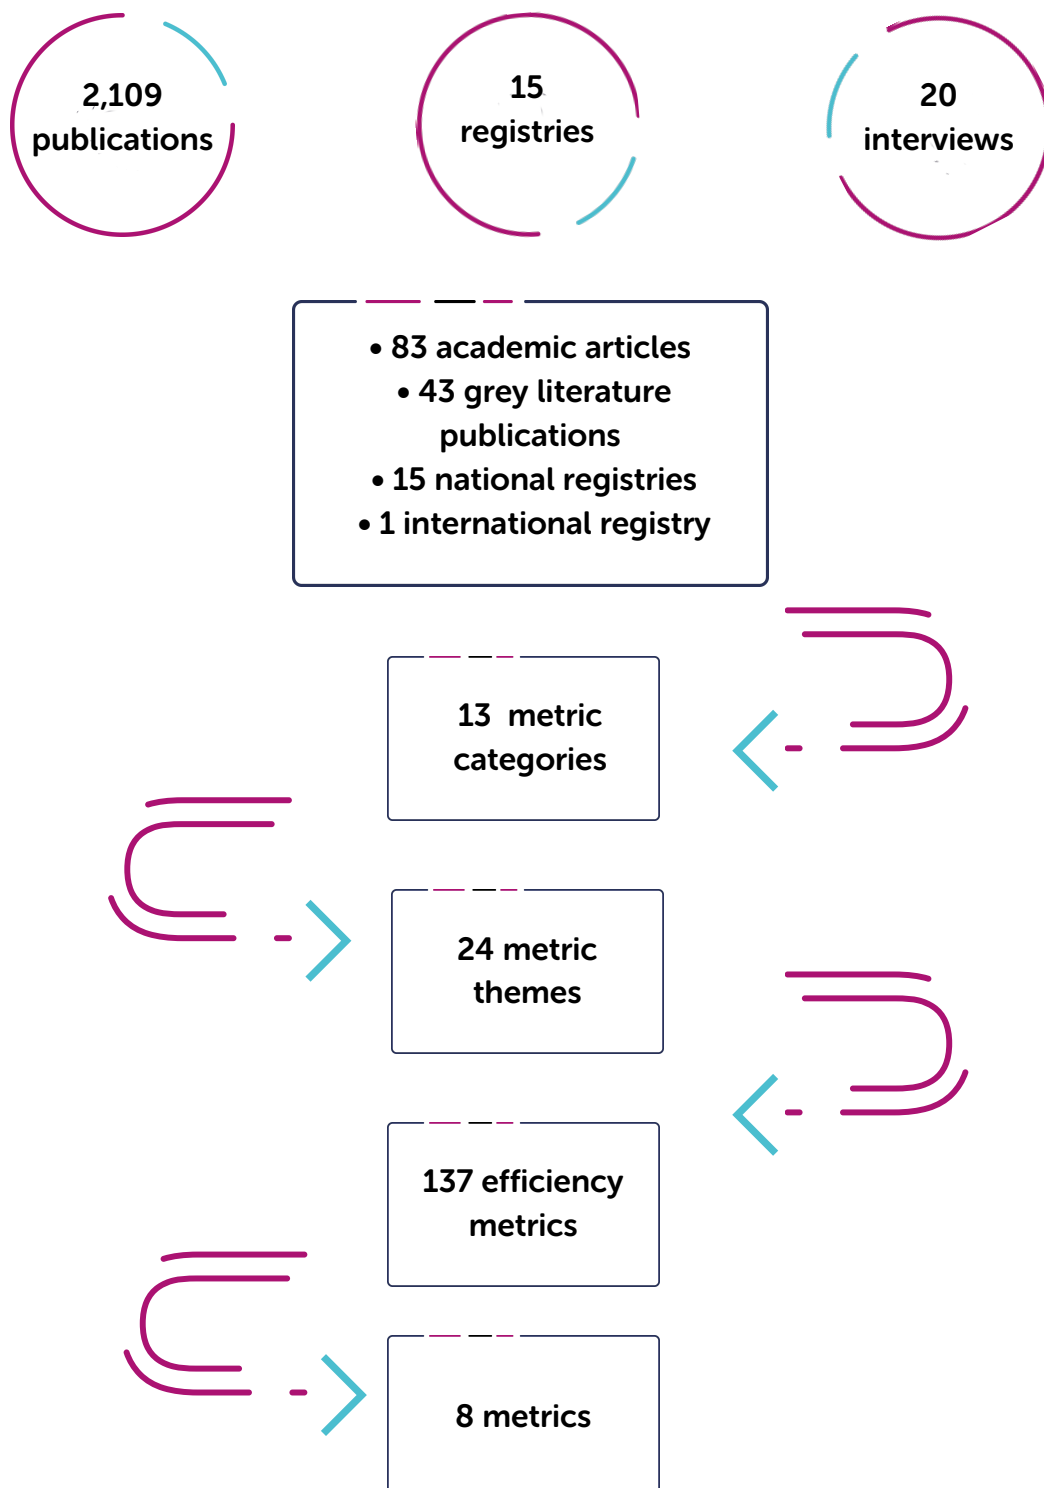 2,109
publications
15
registries
20
interviews
• 83 academic articles
• 43 grey literature
publications
• 15 national registries
• 1 international registry
13 metric
categories
24 metric
themes
137 efficiency
metrics
8 metrics